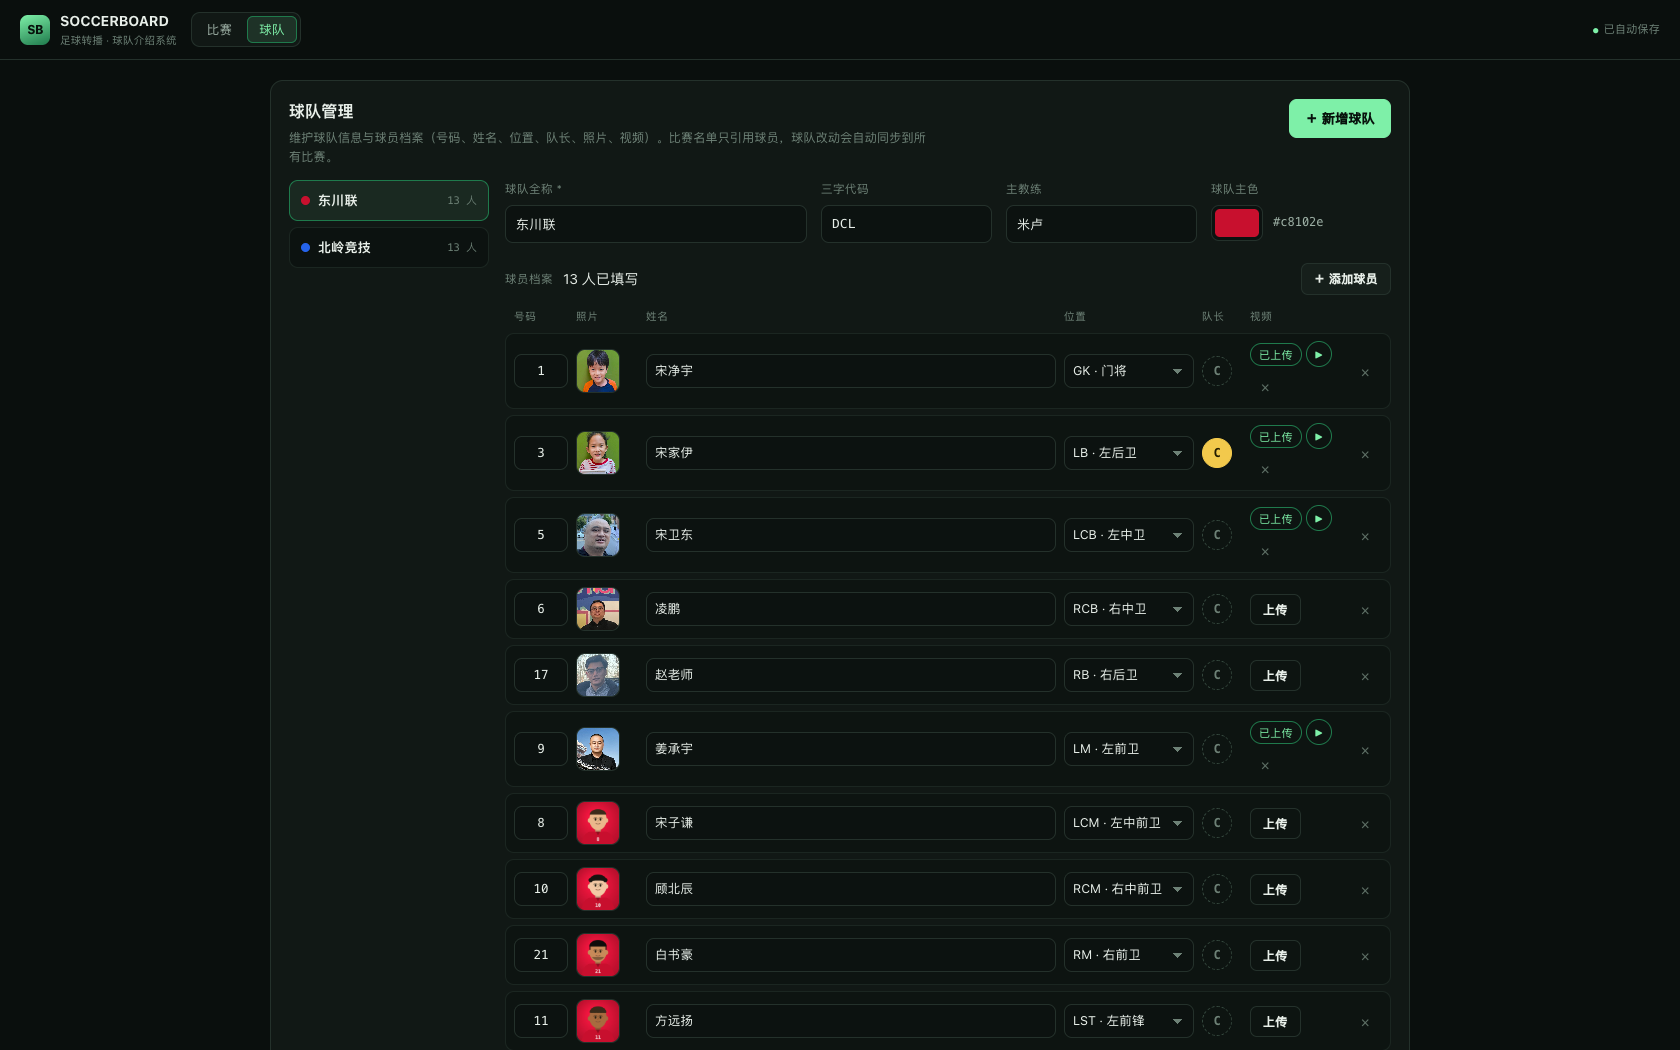 SB
SOCCERBOARD
足球转播 · 球队介绍系统
比赛
球队
已自动保存
球队管理
维护球队信息与球员档案（号码、姓名、位置、队长、照片、视频）。比赛名单只引用球员，球队改动会自动同步到所
有比赛。
+ 新增球队
东川联 13 人
北岭竞技 13 人
球队全称 * 三字代码 主教练 球队主色
东川联 DCL 米卢 #c8102e
球员档案 13 人已填写 + 添加球员
号码 照片 姓名 位置 队长 视频
1 宋净宇 GK · 门将 C 已上传 ▶ × ×
3 宋家伊 LB · 左后卫 C 已上传 ▶ × ×
5 宋卫东 LCB · 左中卫 C 已上传 ▶ × ×
6 凌鹏 RCB · 右中卫 C 上传 ×
17 赵老师 RB · 右后卫 C 上传 ×
9 姜承宇 LM · 左前卫 C 已上传 ▶ × ×
8 8 宋子谦 LCM · 左中前卫 C 上传 ×
10 10 顾北辰 RCM · 右中前卫 C 上传 ×
21 21 白书豪 RM · 右前卫 C 上传 ×
11 11 方远扬 LST · 左前锋 C 上传 ×